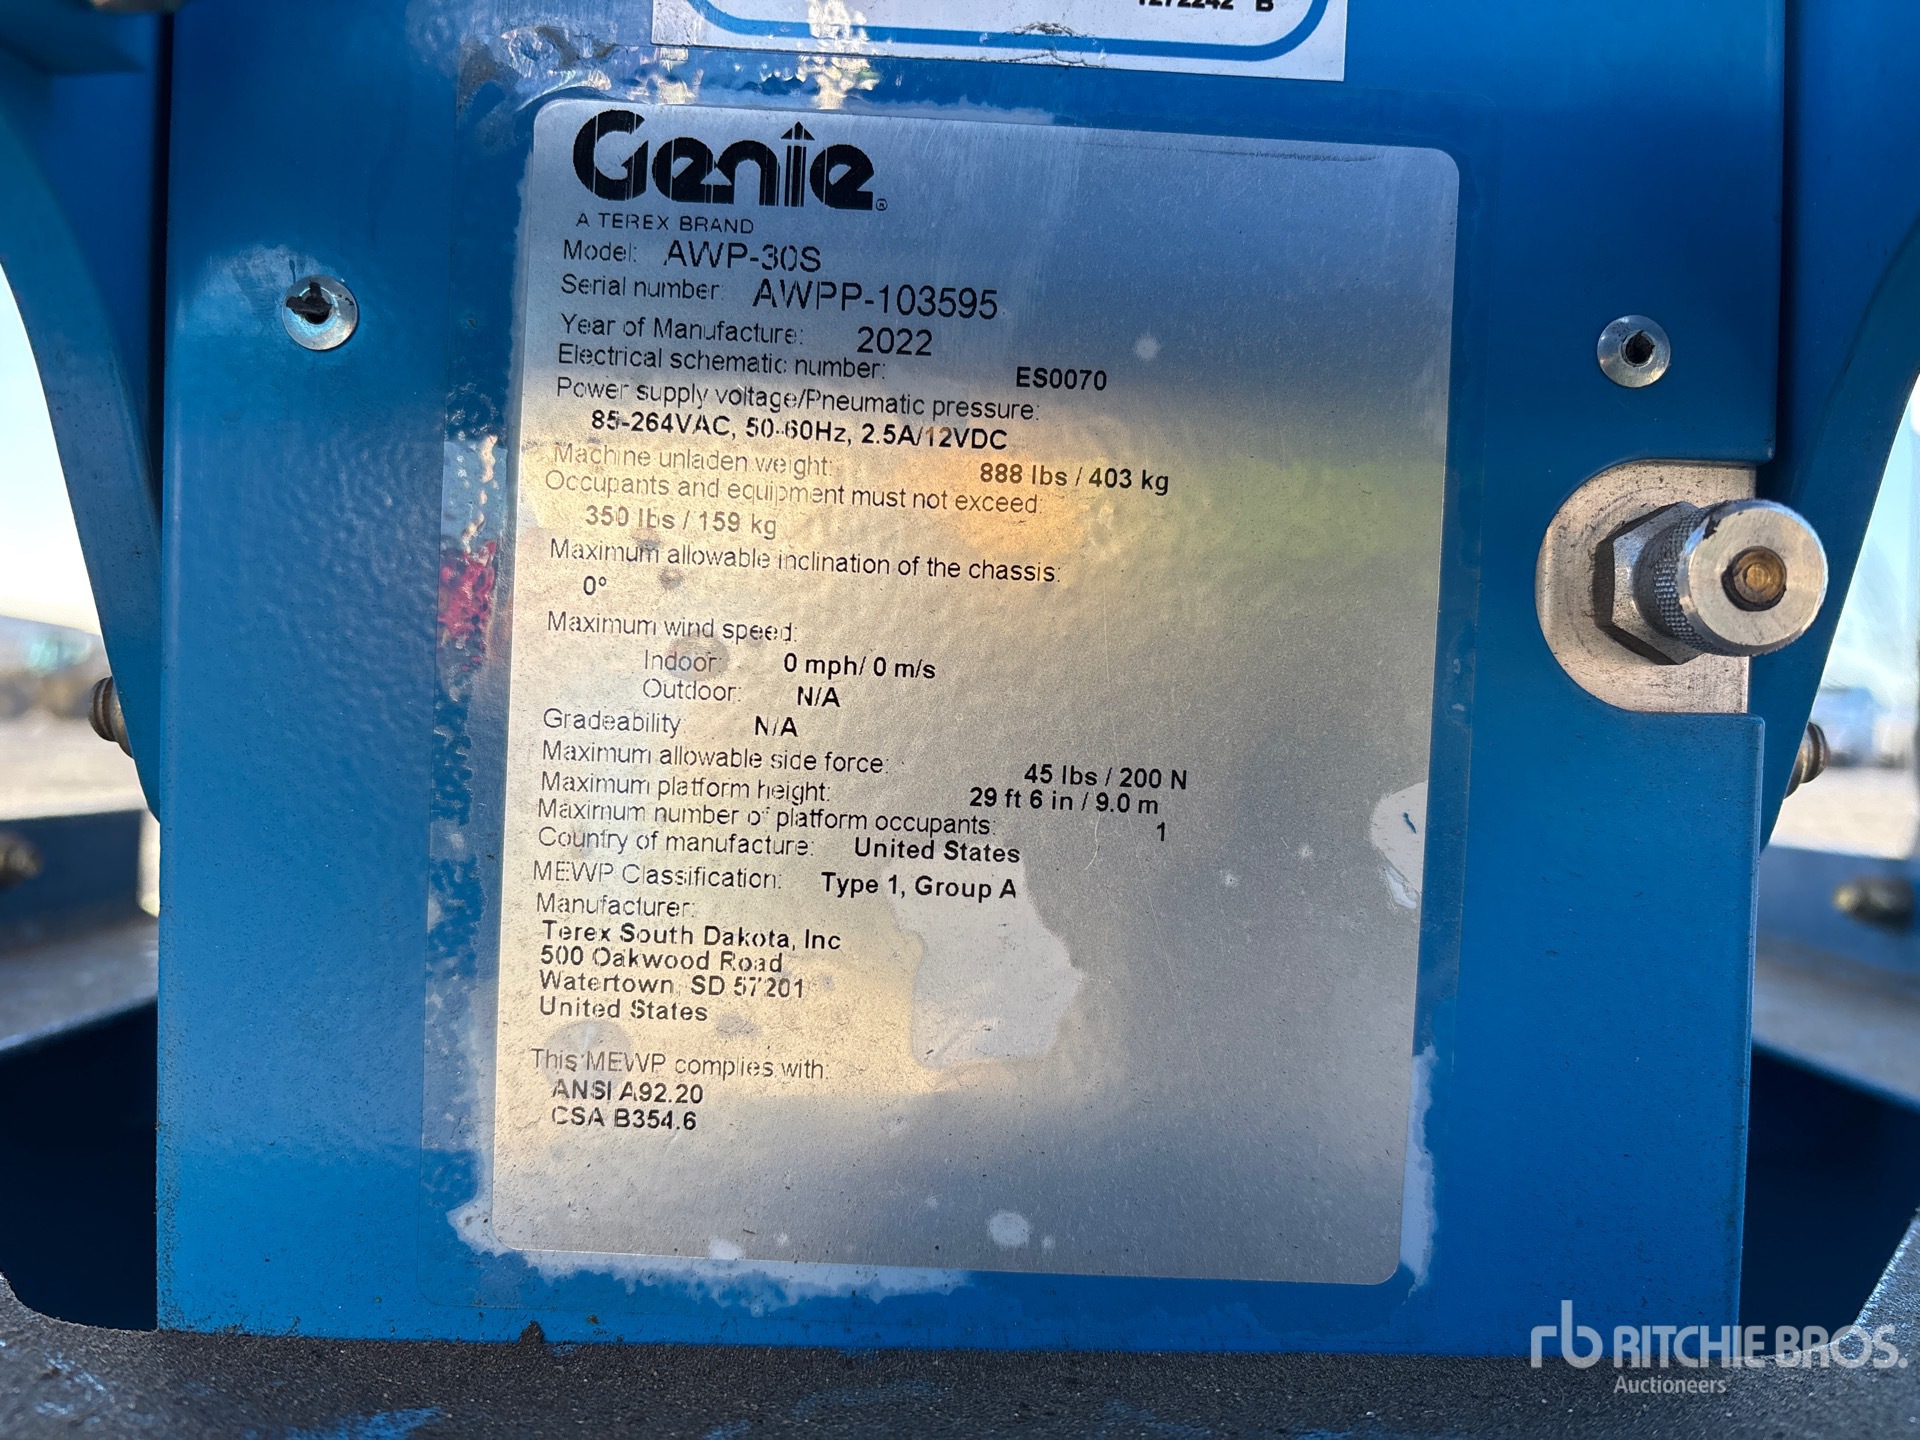 1272242 B
Genie®
A TEREX BRAND
Model: AWP-30S
Serial number: AWPP-103595
Year of Manufacture: 2022
Electrical schematic number: ES0070
Power supply voltage/Pneumatic pressure:
85-264VAC, 50-60Hz, 2.5A/12VDC
Machine unladen weight: 888 lbs / 403 kg
Occupants and equipment must not exceed:
350 lbs / 159 kg
Maximum allowable inclination of the chassis:
0°
Maximum wind speed:
Indoor: 0 mph/ 0 m/s
Outdoor: N/A
Gradeability N/A
Maximum allowable side force: 45 lbs / 200 N
Maximum platform height: 29 ft 6 in / 9.0 m
Maximum number of platform occupants: 1
Country of manufacture: United States
MEWP Classification: Type 1, Group A
Manufacturer:
Terex South Dakota, Inc
500 Oakwood Road
Watertown, SD 57201
United States
This MEWP complies with:
ANSI A92.20
CSA B354.6
rb RITCHIE BROS.
Auctioneers